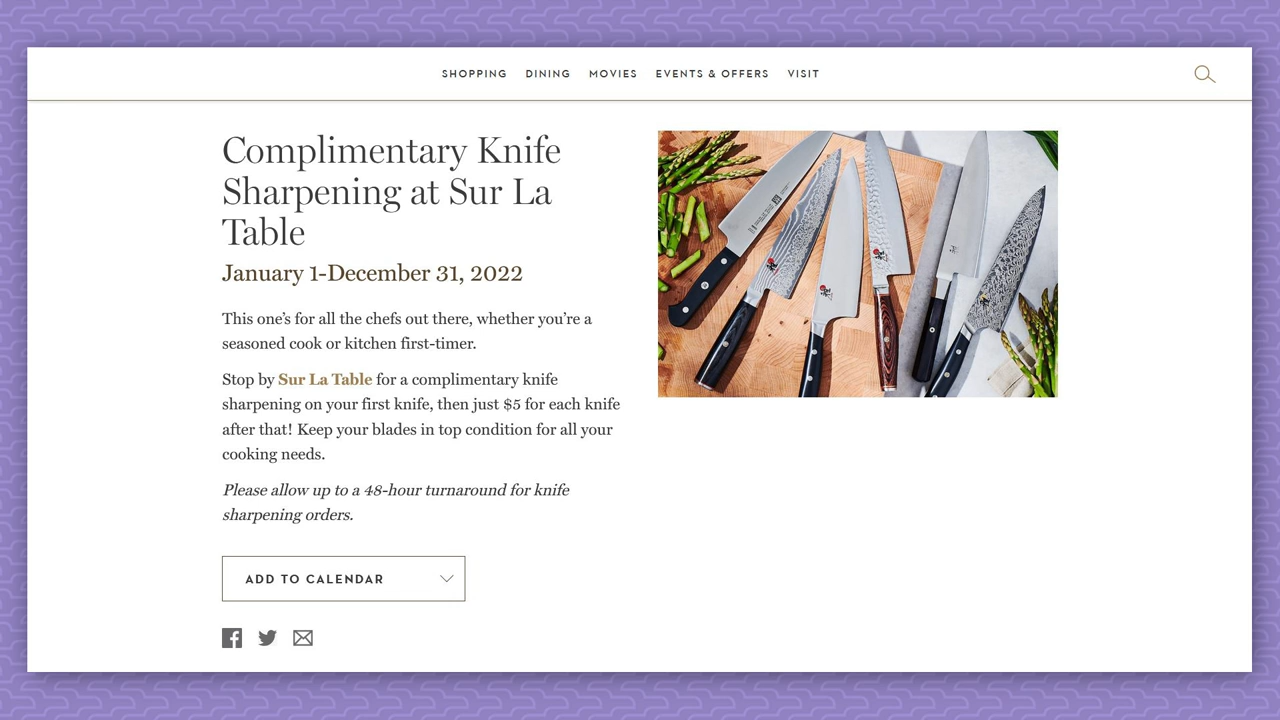 SHOPPING DINING MOVIES EVENTS & OFFERS VISIT
Complimentary Knife
Sharpening at Sur La
Table
January 1-December 31, 2022
This one’s for all the chefs out there, whether you’re a
seasoned cook or kitchen first-timer.
Stop by Sur La Table for a complimentary knife
sharpening on your first knife, then just $5 for each knife
after that! Keep your blades in top condition for all your
cooking needs.
Please allow up to a 48-hour turnaround for knife
sharpening orders.
ADD TO CALENDAR